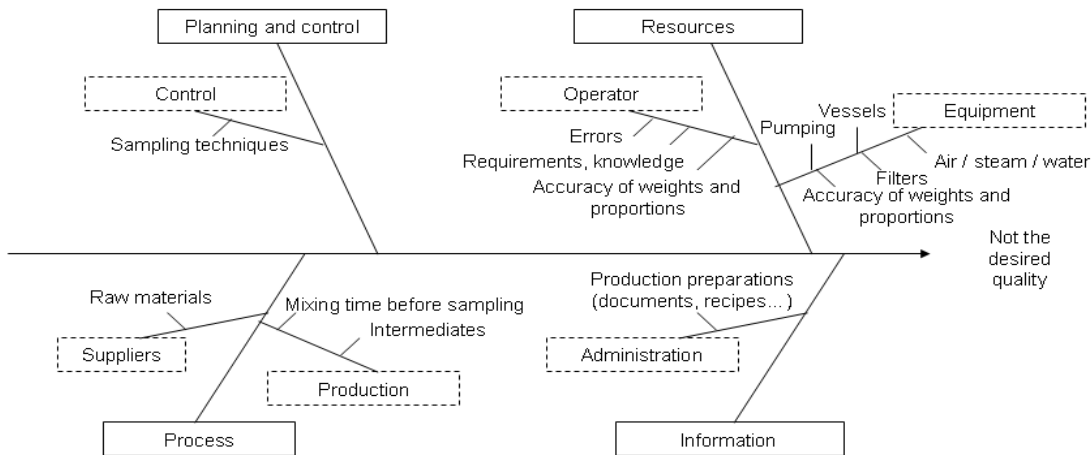 Planning and control
Resources
Control
Sampling techniques
Operator
Errors
Requirements, knowledge
Accuracy of weights and
proportions
Vessels
Pumping
Equipment
Air / steam / water
Filters
Accuracy of weights and
proportions
Not the
desired
quality
Raw materials
Mixing time before sampling
Intermediates
Suppliers
Production
Production preparations
(documents, recipes...)
Administration
Process
Information